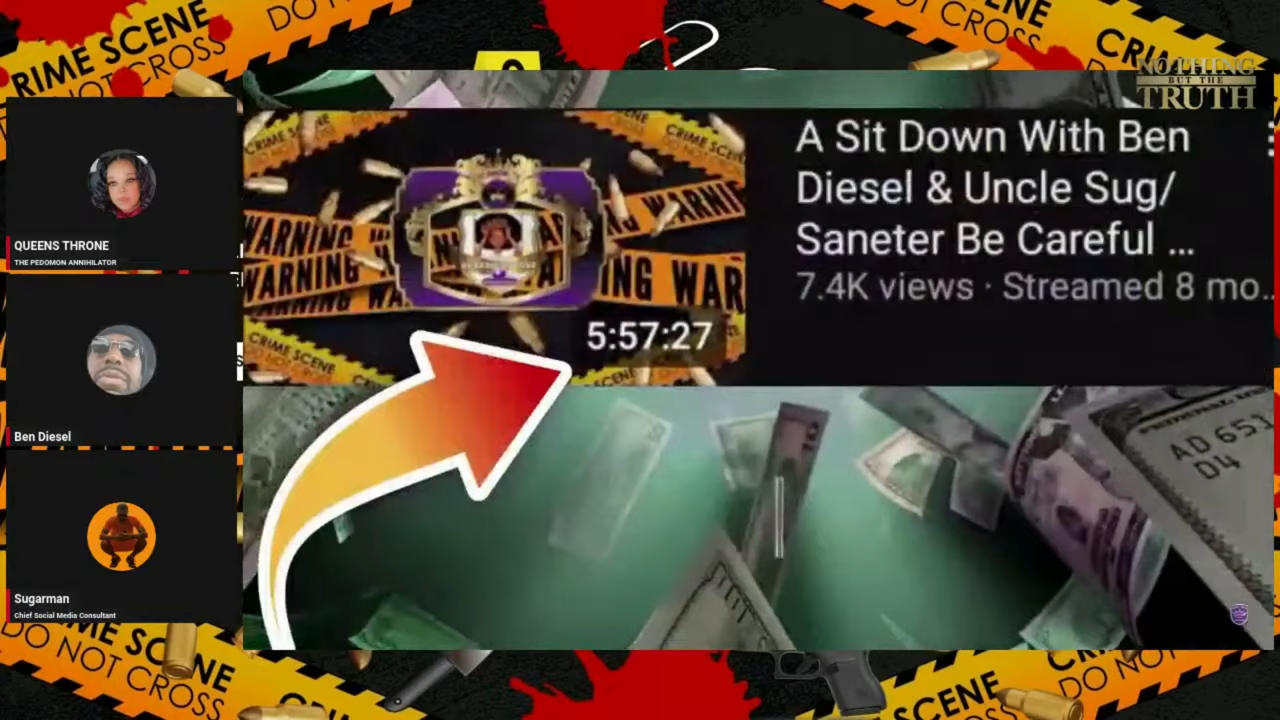 CRIME SCENE
DO NOT CROSS
NOTHING
BUT THE
TRUTH
QUEENS THRONE
THE PEDOMON ANNIHILATOR
Ben Diesel
Sugarman
Chief Social Media Consultant
CRIME SCENE
WARNING
WARNING
A Sit Down With Ben
Diesel & Uncle Sug/
Saneter Be Careful ...
7.4K views · Streamed 8 mo...
5:57:27
CRIME SCENE
AD 651
D4
DO NOT CROSS
SCENE
DO NOT